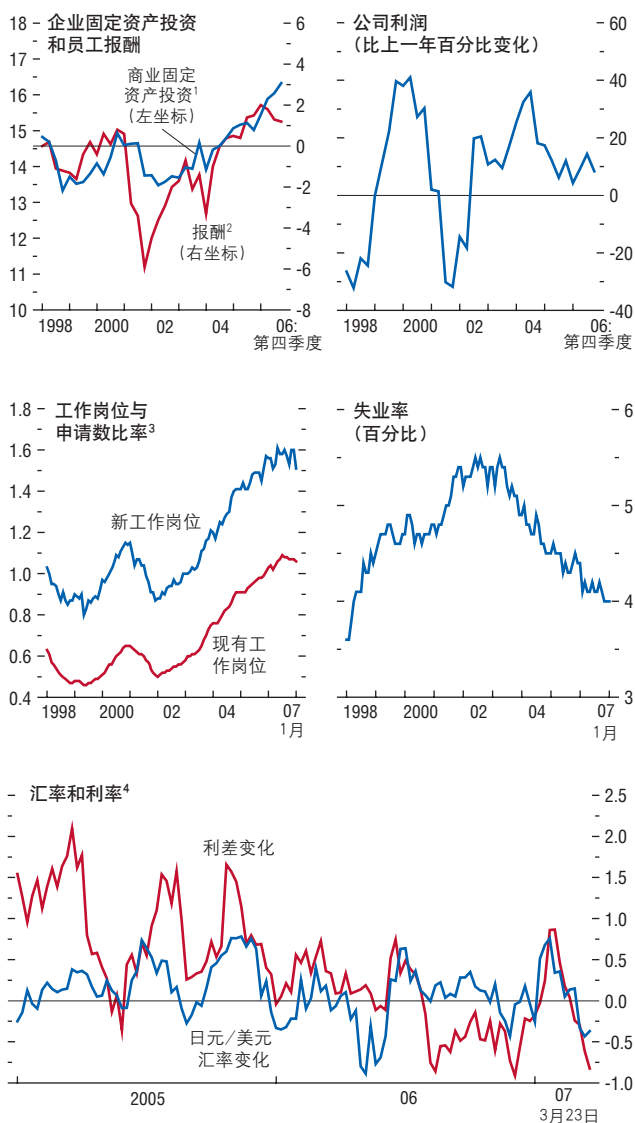 企业固定资产投资
和员工报酬
18
17
16
15
14
13
12
11
10
6
4
2
0
-2
-4
-6
-8
商业固定
资产投资¹
(左坐标)
报酬²
(右坐标)
1998 2000 02 04 06:
第四季度
公司利润
(比上一年百分比变化)
60
40
20
0
-20
-40
1998 2000 02 04 06:
第四季度
工作岗位与
申请数比率³
1.8
1.6
1.4
1.2
1.0
0.8
0.6
0.4
新工作岗位
现有工
作岗位
1998 2000 02 04 07
1月
失业率
(百分比)
6
5
4
3
1998 2000 02 04 07
1月
汇率和利率⁴
2.5
2.0
1.5
1.0
0.5
0.0
-0.5
-1.0
利差变化
日元/美元
汇率变化
2005 06 07
3月23日